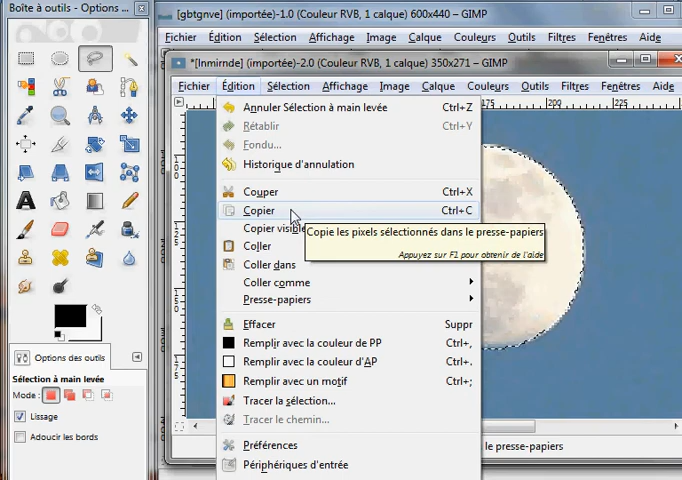 Boîte à outils - Options ...
[gbtgnve] (importée)-1.0 (Couleur RVB, 1 calque) 600x440 – GIMP
Fichier Édition Sélection Affichage Image Calque Couleurs Outils Filtres Fenêtres Aide
*[lnmirnde] (importée)-2.0 (Couleur RVB, 1 calque) 350x271 – GIMP
Fichier Édition Sélection Affichage Image Calque Couleurs Outils Filtres Fenêtres Aide
175 200 225
Annuler Sélection à main levée Ctrl+Z
Rétablir Ctrl+Y
Fondu...
Historique d'annulation
Couper Ctrl+X
Copier Ctrl+C
Copier visible
Copie les pixels sélectionnés dans le presse-papiers
Appuyez sur F1 pour obtenir de l'aide
Coller
Coller dans
Coller comme
Presse-papiers
Effacer Suppr
Remplir avec la couleur de PP Ctrl+,
Remplir avec la couleur d'AP Ctrl+.
Remplir avec un motif Ctrl+;
Tracer la sélection...
Tracer le chemin...
Préférences
Périphériques d'entrée
le presse-papiers
Options des outils
Sélection à main levée
Mode :
Lissage
Adoucir les bords